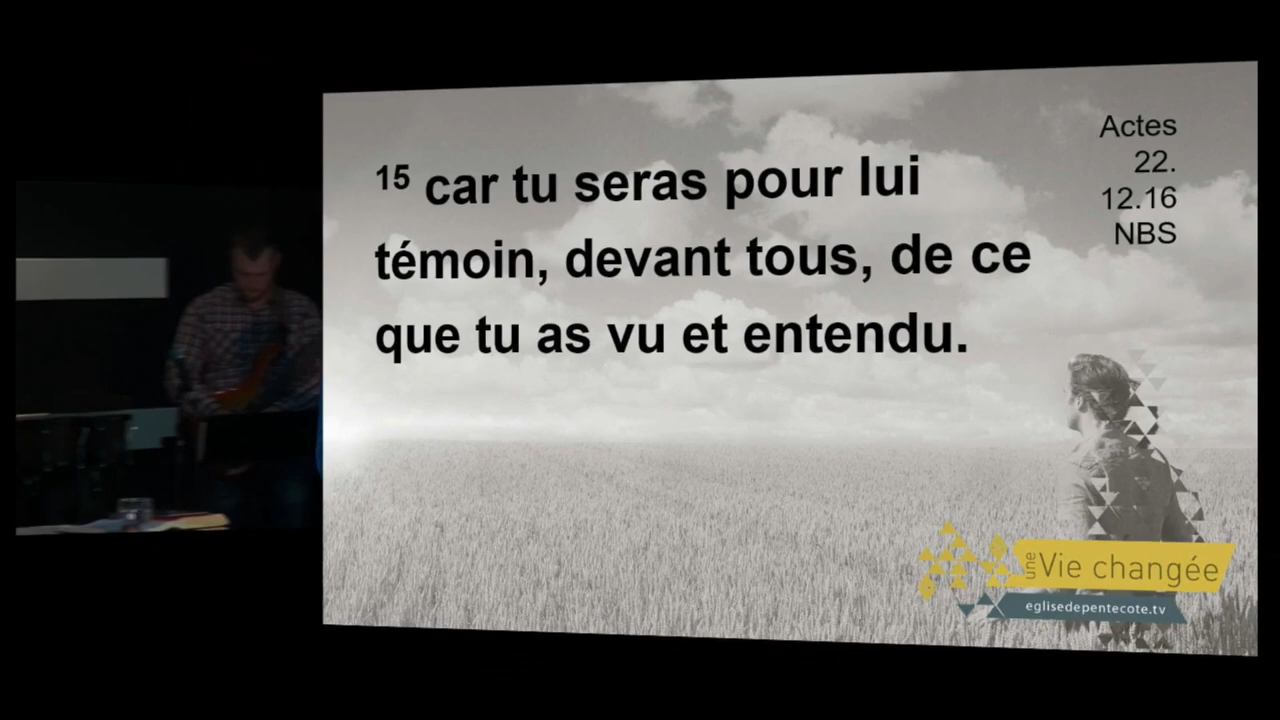 15 car tu seras pour lui
témoin, devant tous, de ce
que tu as vu et entendu.
Actes
22.
12.16
NBS
une Vie changée
eglisedepentecote.tv